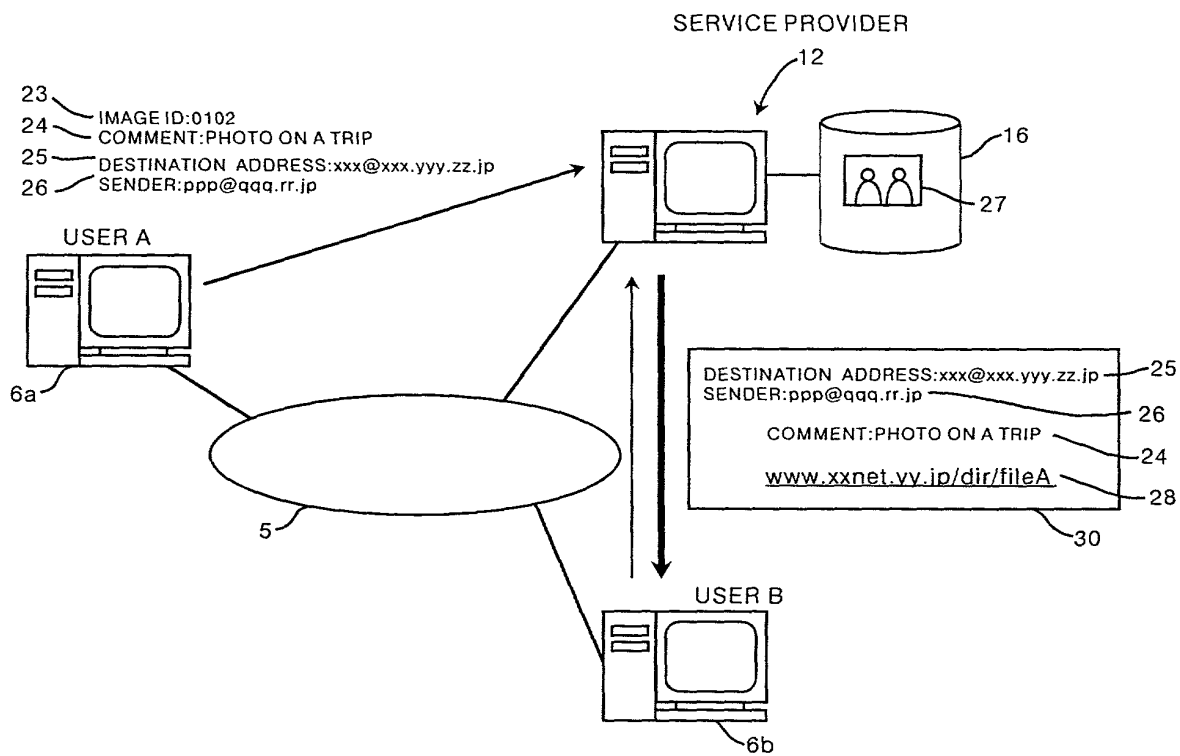 SERVICE PROVIDER
12
23
IMAGE ID:0102
24
COMMENT:PHOTO ON A TRIP
25
DESTINATION ADDRESS:xxx@xxx.yyy.zz.jp
26
SENDER:ppp@qqq.rr.jp
16
27
USER A
6a
DESTINATION ADDRESS:xxx@xxx.yyy.zz.jp
25
SENDER:ppp@qqq.rr.jp
26
COMMENT:PHOTO ON A TRIP
24
www.xxnet.yy.jp/dir/fileA
28
5
30
USER B
6b